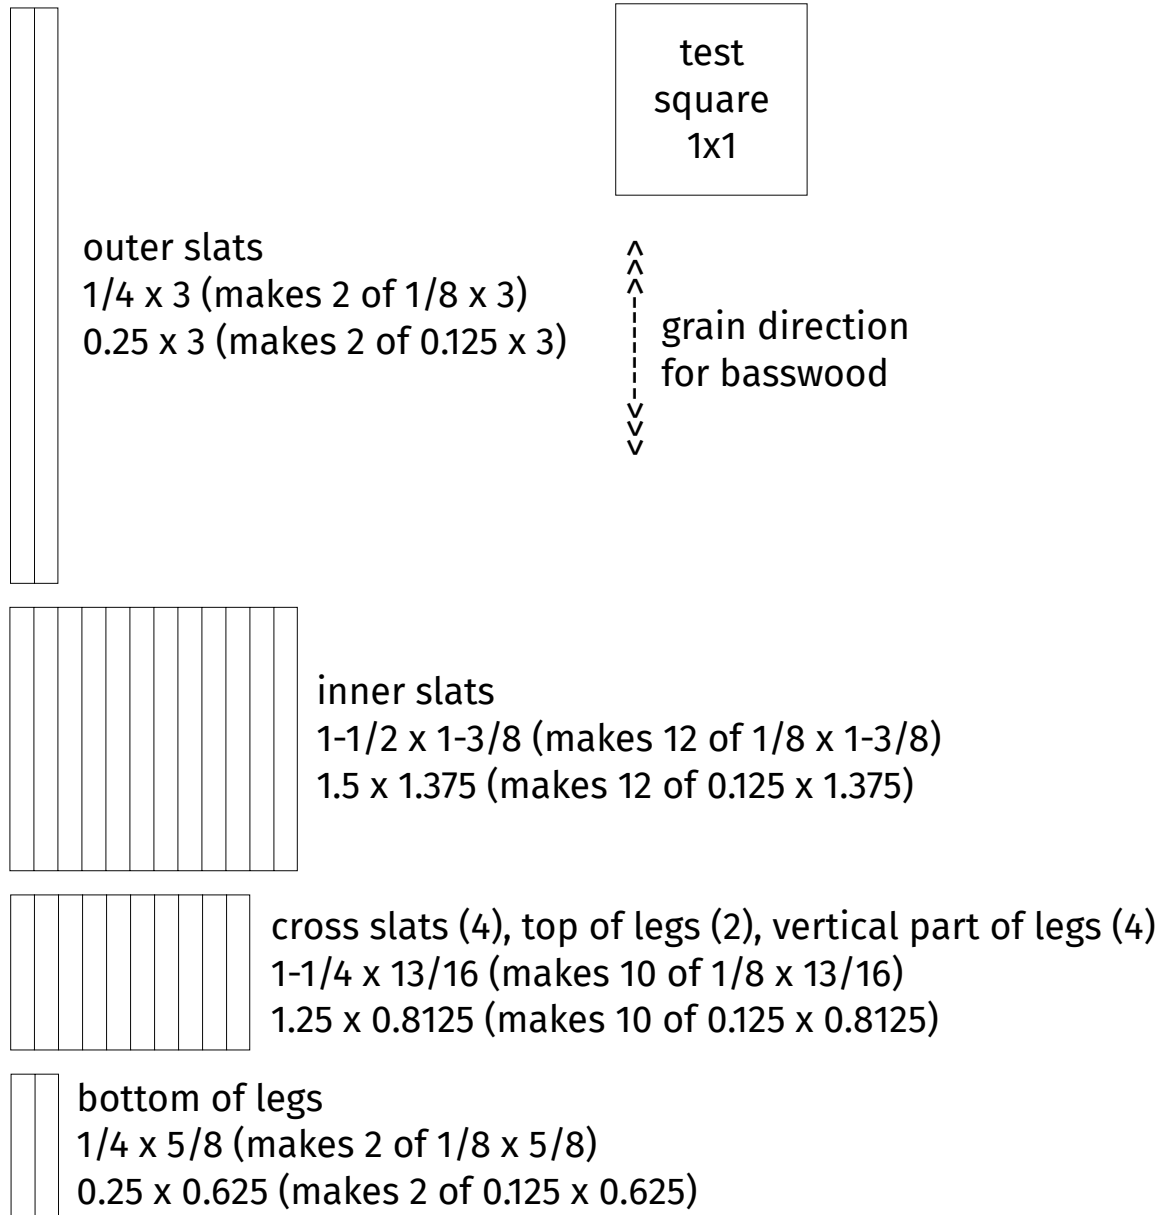 test
square
1x1
outer slats
1/4 x 3 (makes 2 of 1/8 x 3)
0.25 x 3 (makes 2 of 0.125 x 3)
<<<------>>>
grain direction
for basswood
inner slats
1-1/2 x 1-3/8 (makes 12 of 1/8 x 1-3/8)
1.5 x 1.375 (makes 12 of 0.125 x 1.375)
cross slats (4), top of legs (2), vertical part of legs (4)
1-1/4 x 13/16 (makes 10 of 1/8 x 13/16)
1.25 x 0.8125 (makes 10 of 0.125 x 0.8125)
bottom of legs
1/4 x 5/8 (makes 2 of 1/8 x 5/8)
0.25 x 0.625 (makes 2 of 0.125 x 0.625)